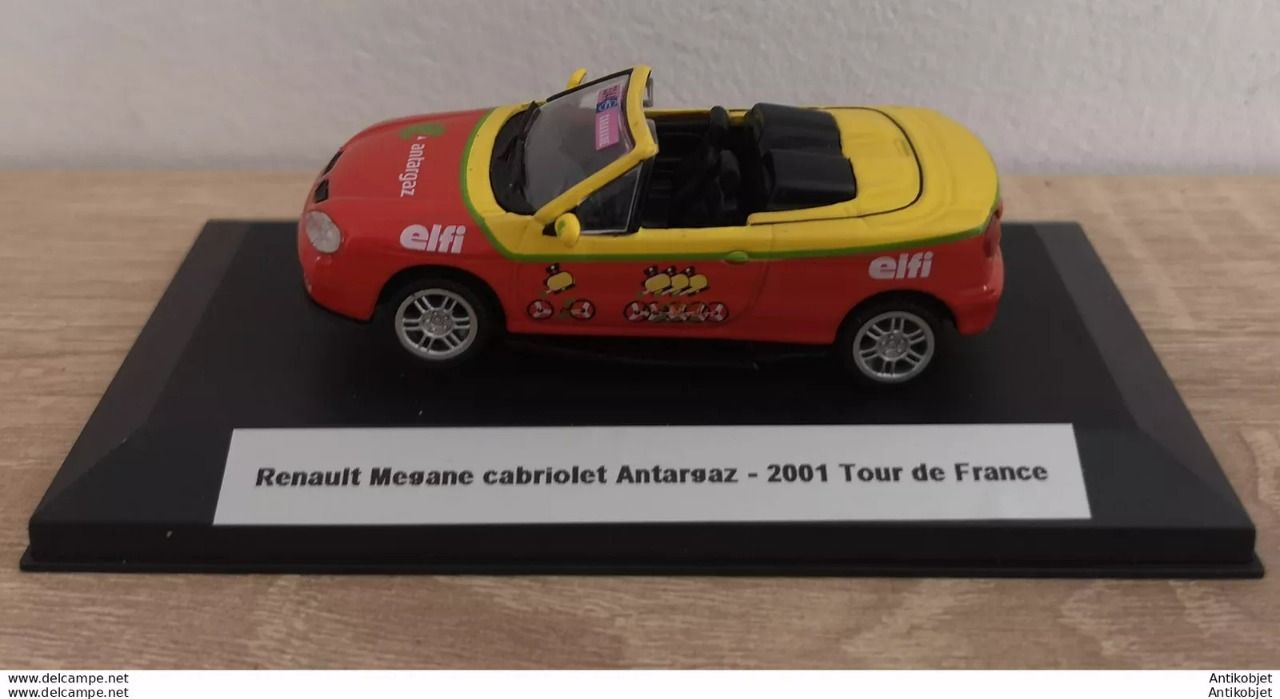 antargaz
elfi
elfi
Renault Megane cabriolet Antargaz - 2001 Tour de France
www.delcampe.net
www.delcampe.net
Antikobjet
Antikobjet